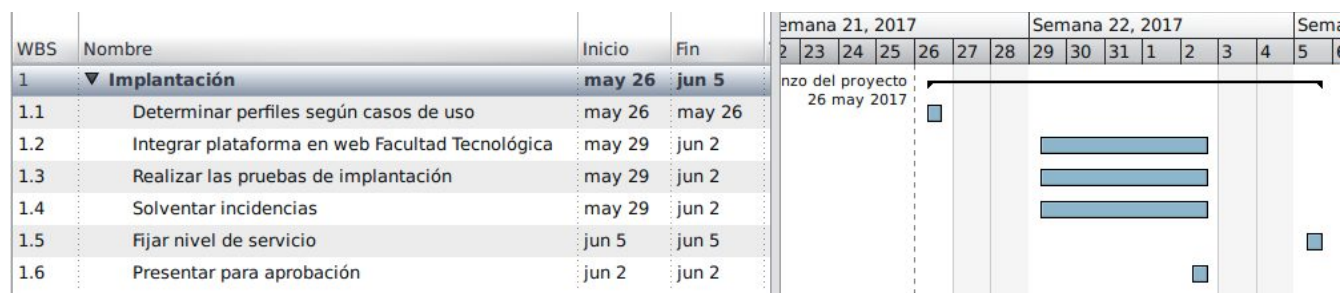 emana 21, 2017 Semana 22, 2017 Sema
WBS Nombre Inicio Fin 2 23 24 25 26 27 28 29 30 31 1 2 3 4 5 6
1 ▼ Implantación may 26 jun 5
nzo del proyecto
26 may 2017
1.1 Determinar perfiles según casos de uso may 26 may 26
1.2 Integrar plataforma en web Facultad Tecnológica may 29 jun 2
1.3 Realizar las pruebas de implantación may 29 jun 2
1.4 Solventar incidencias may 29 jun 2
1.5 Fijar nivel de servicio jun 5 jun 5
1.6 Presentar para aprobación jun 2 jun 2